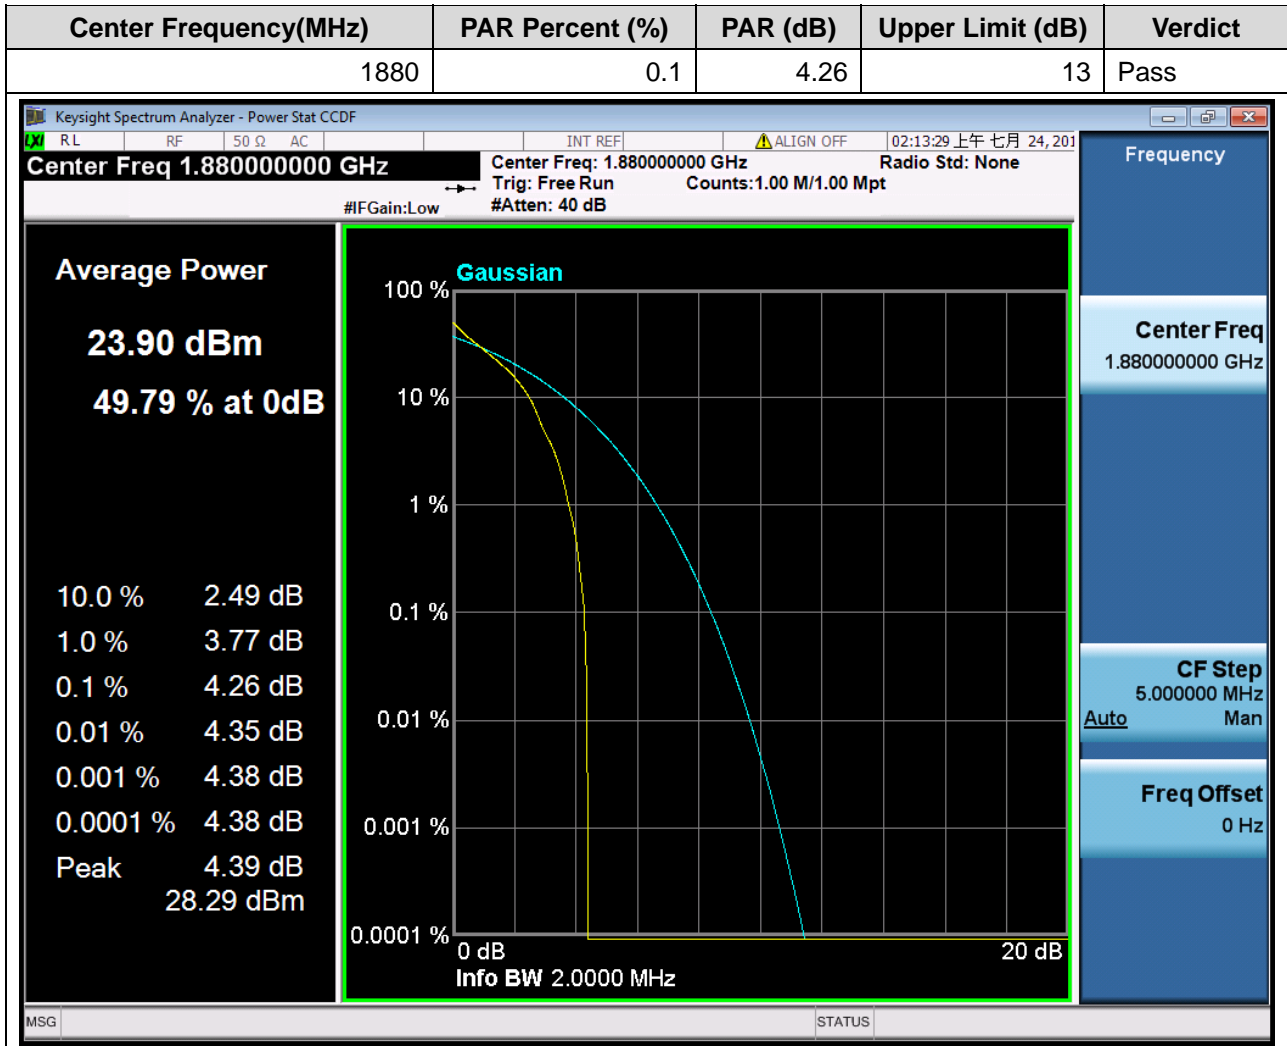 Center Frequency(MHz) PAR Percent (%) PAR (dB) Upper Limit (dB) Verdict
1880 0.1 4.26 13 Pass
Keysight Spectrum Analyzer - Power Stat CCDF
LXI RL RF 50 Ω AC INT REF ALIGN OFF 02:13:29 上午 七月 24, 201
Center Freq 1.880000000 GHz
Center Freq: 1.880000000 GHz Radio Std: None
Trig: Free Run Counts:1.00 M/1.00 Mpt
#IFGain:Low #Atten: 40 dB
Average Power
23.90 dBm
49.79 % at 0dB
10.0 % 2.49 dB
1.0 % 3.77 dB
0.1 % 4.26 dB
0.01 % 4.35 dB
0.001 % 4.38 dB
0.0001 % 4.38 dB
Peak 4.39 dB
28.29 dBm
Gaussian
100 %
10 %
1 %
0.1 %
0.01 %
0.001 %
0.0001 %
0 dB 20 dB
Info BW 2.0000 MHz
Frequency
Center Freq
1.880000000 GHz
CF Step
5.000000 MHz
Auto Man
Freq Offset
0 Hz
MSG STATUS